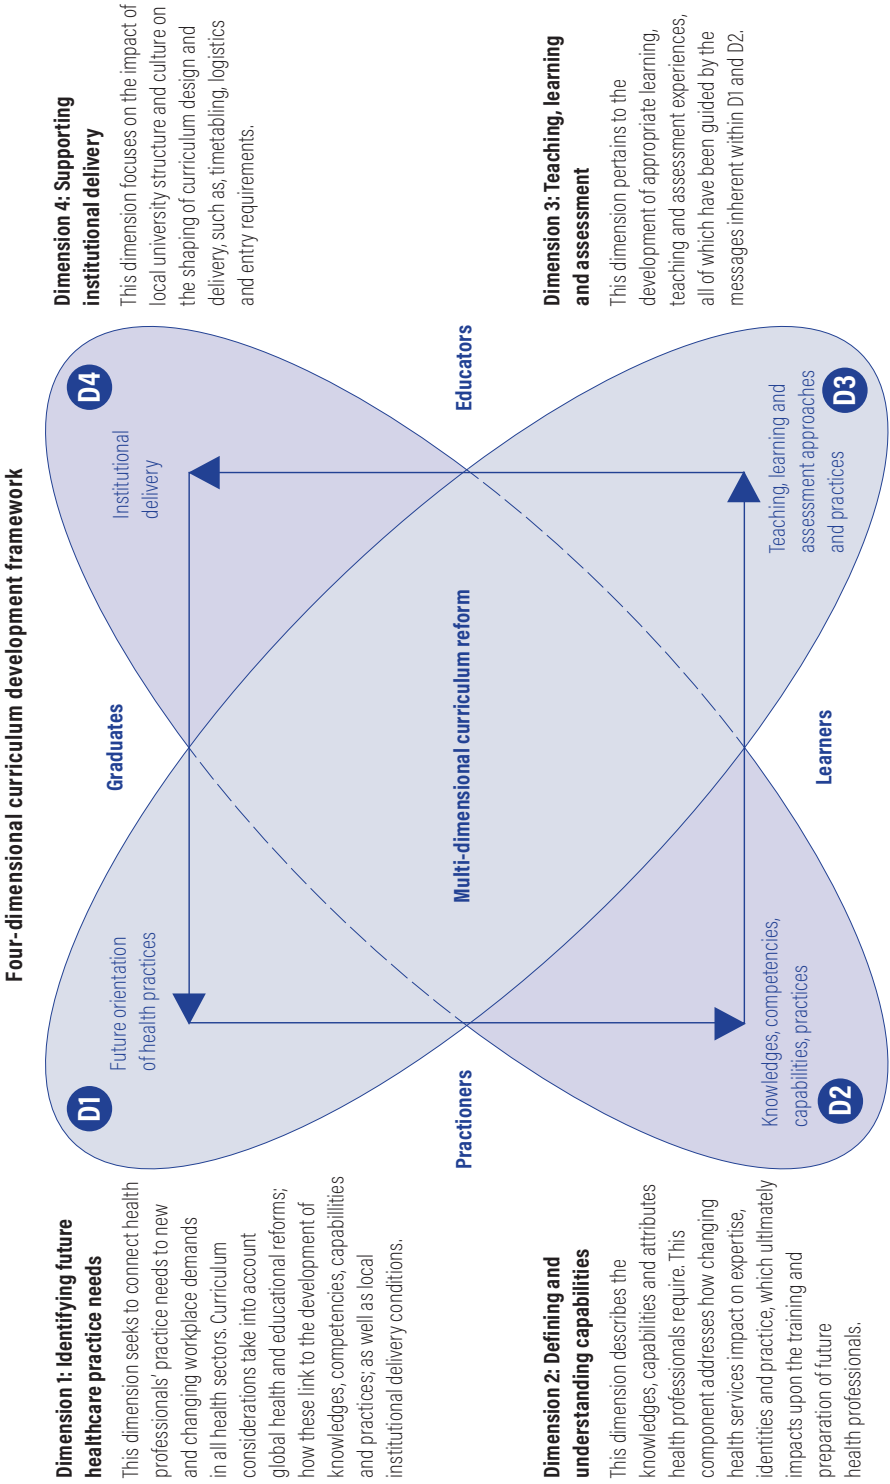 Four-dimensional curriculum development framework
Dimension 1: Identifying future
healthcare practice needs
This dimension seeks to connect health
professionals’ practice needs to new
and changing workplace demands
in all health sectors. Curriculum
considerations take into account
global health and educational reforms;
how these link to the development of
knowledges, competencies, capabillities
and practices; as well as local
institutional delivery conditions.
D1
Future orientation
of health practices
Graduates
Institutional
delivery
D4
Dimension 4: Supporting
institutional delivery
This dimension focuses on the impact of
local university structure and culture on
the shaping of curriculum design and
delivery, such as, timetabling, logistics
and entry requirements.
Practioners
Multi-dimensional curriculum reform
Educators
Dimension 2: Defining and
understanding capabilities
This dimension describes the
knowledges, capabilities and attributes
health professionals require. This
component addresses how changing
health services impact on expertise,
identities and practice, which ultimately
impacts upon the training and
preparation of future
health professionals.
Knowledges, competencies,
capabilities, practices
D2
Learners
Teaching, learning and
assessment approaches
and practices
D3
Dimension 3: Teaching, learning
and assessment
This dimension pertains to the
development of appropriate learning,
teaching and assessment experiences,
all of which have been guided by the
messages inherent within D1 and D2.